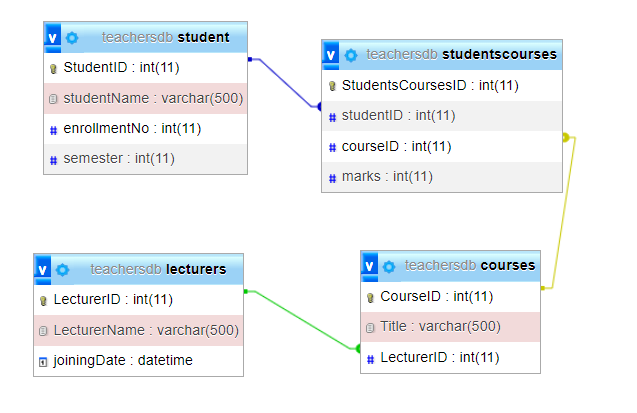 v teachersdb student
StudentID : int(11)
studentName : varchar(500)
enrollmentNo : int(11)
semester : int(11)
v teachersdb studentscourses
StudentsCoursesID : int(11)
studentID : int(11)
courseID : int(11)
marks : int(11)
v teachersdb lecturers
LecturerID : int(11)
LecturerName : varchar(500)
joiningDate : datetime
v teachersdb courses
CourseID : int(11)
Title : varchar(500)
LecturerID : int(11)